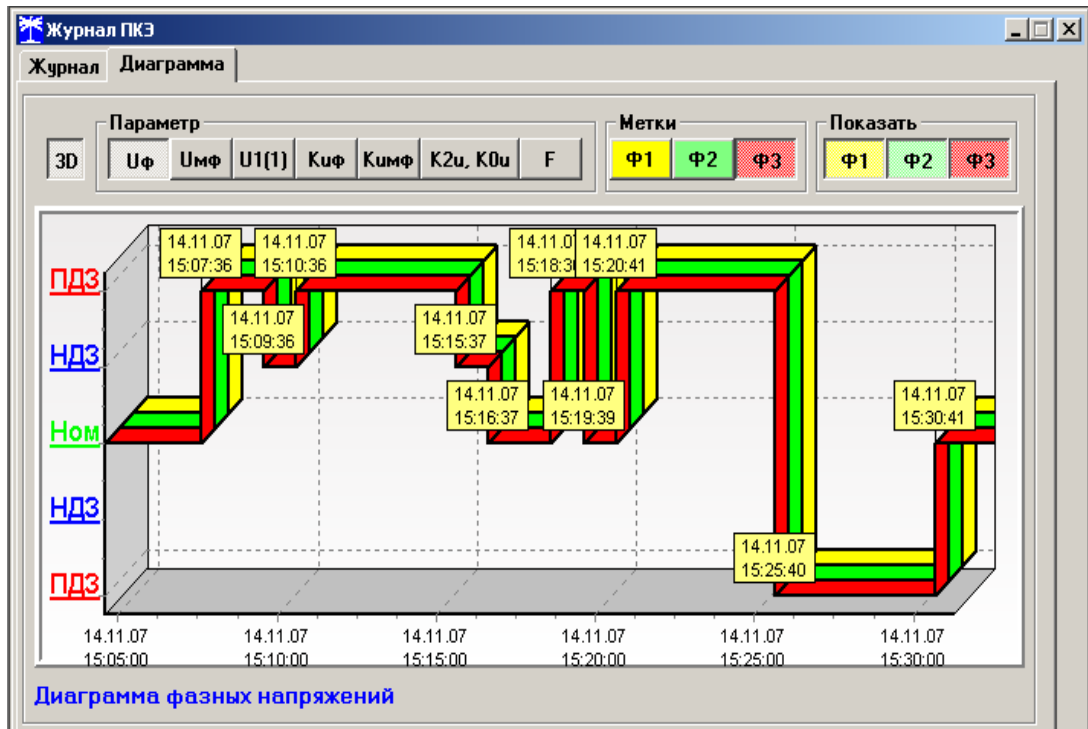 Журнал ПКЭ
Журнал Диаграмма
Параметр Метки Показать
3D Uф Uмф U1(1) Kuф Kuмф K2u, K0u F Ф1 Ф2 Ф3 Ф1 Ф2 Ф3
14.11.07 14.11.07 14.11.07
15:07:36 15:10:36 15:20:41
ПДЗ
14.11.07 14.11.07
15:09:36 15:15:37
НДЗ
14.11.07 14.11.07 14.11.07
15:16:37 15:19:39 15:30:41
Ном
НДЗ
14.11.07
15:25:40
ПДЗ
14.11.07 14.11.07 14.11.07 14.11.07 14.11.07 14.11.07
15:05:00 15:10:00 15:15:00 15:20:00 15:25:00 15:30:00
Диаграмма фазных напряжений